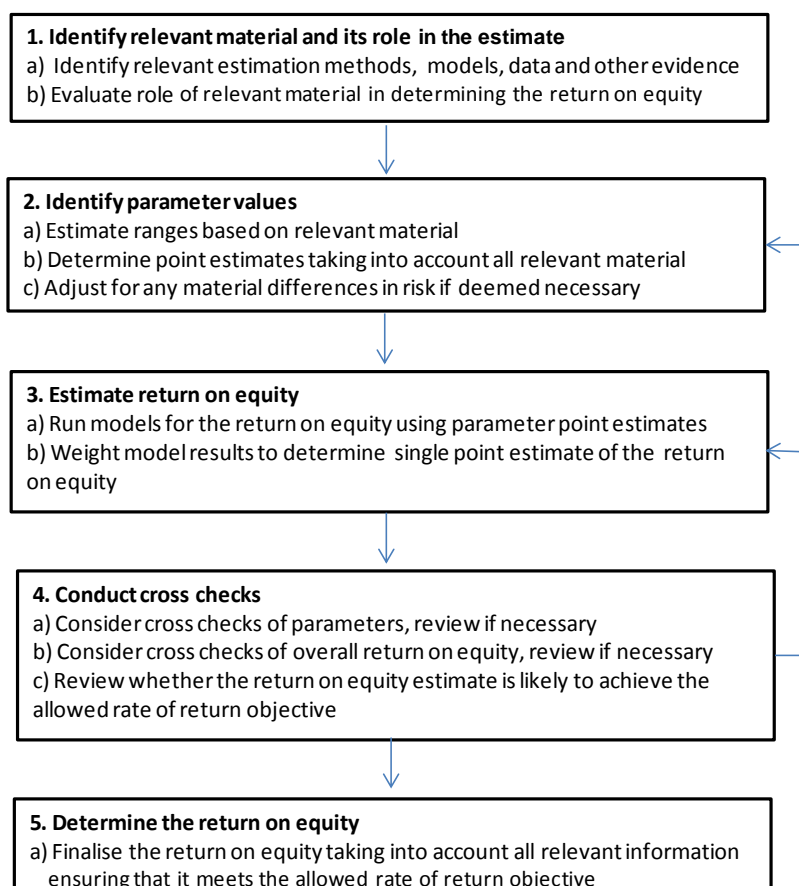 1. Identify relevant material and its role in the estimate
a) Identify relevant estimation methods, models, data and other evidence
b) Evaluate role of relevant material in determining the return on equity
2. Identify parameter values
a) Estimate ranges based on relevant material
b) Determine point estimates taking into account all relevant material
c) Adjust for any material differences in risk if deemed necessary
3. Estimate return on equity
a) Run models for the return on equity using parameter point estimates
b) Weight model results to determine single point estimate of the return
on equity
4. Conduct cross checks
a) Consider cross checks of parameters, review if necessary
b) Consider cross checks of overall return on equity, review if necessary
c) Review whether the return on equity estimate is likely to achieve the
allowed rate of return objective
5. Determine the return on equity
a) Finalise the return on equity taking into account all relevant information
ensuring that it meets the allowed rate of return objective